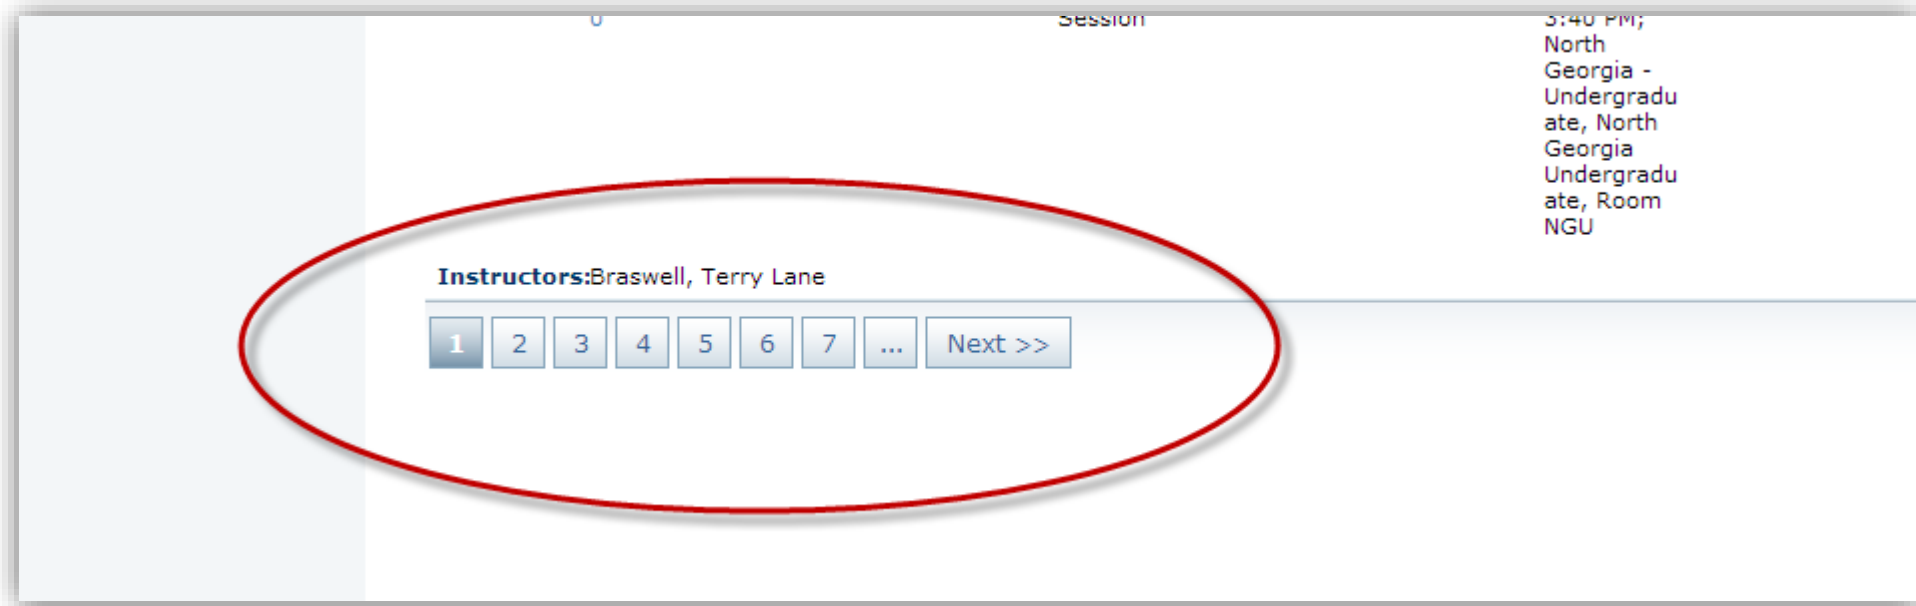 0 Session 3:40 PM;
North
Georgia -
Undergradu
ate, North
Georgia
Undergradu
ate, Room
NGU
Instructors:Braswell, Terry Lane
1 2 3 4 5 6 7 ... Next >>